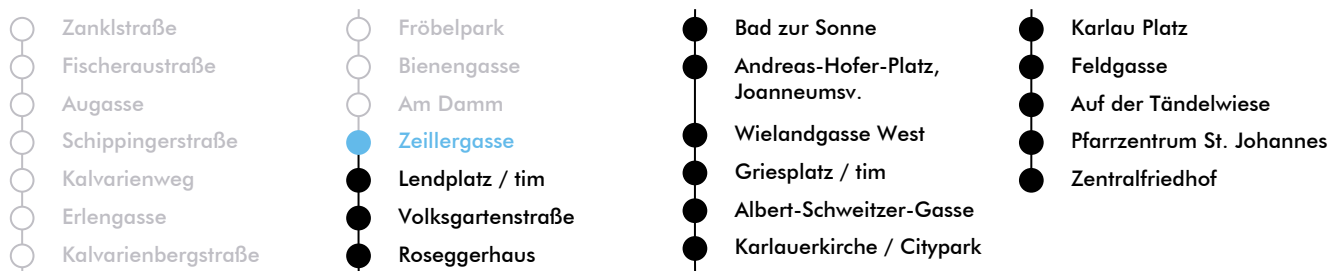 Zanklstraße
Fischeraustraße
Augasse
Schippingerstraße
Kalvarienweg
Erlengasse
Kalvarienbergstraße
Fröbelpark
Bienengasse
Am Damm
Zeillergasse
Lendplatz / tim
Volksgartenstraße
Roseggerhaus
Bad zur Sonne
Andreas-Hofer-Platz,
Joanneumsv.
Wielandgasse West
Griesplatz / tim
Albert-Schweitzer-Gasse
Karlauerkirche / Citypark
Karlau Platz
Feldgasse
Auf der Tändelwiese
Pfarrzentrum St. Johannes
Zentralfriedhof